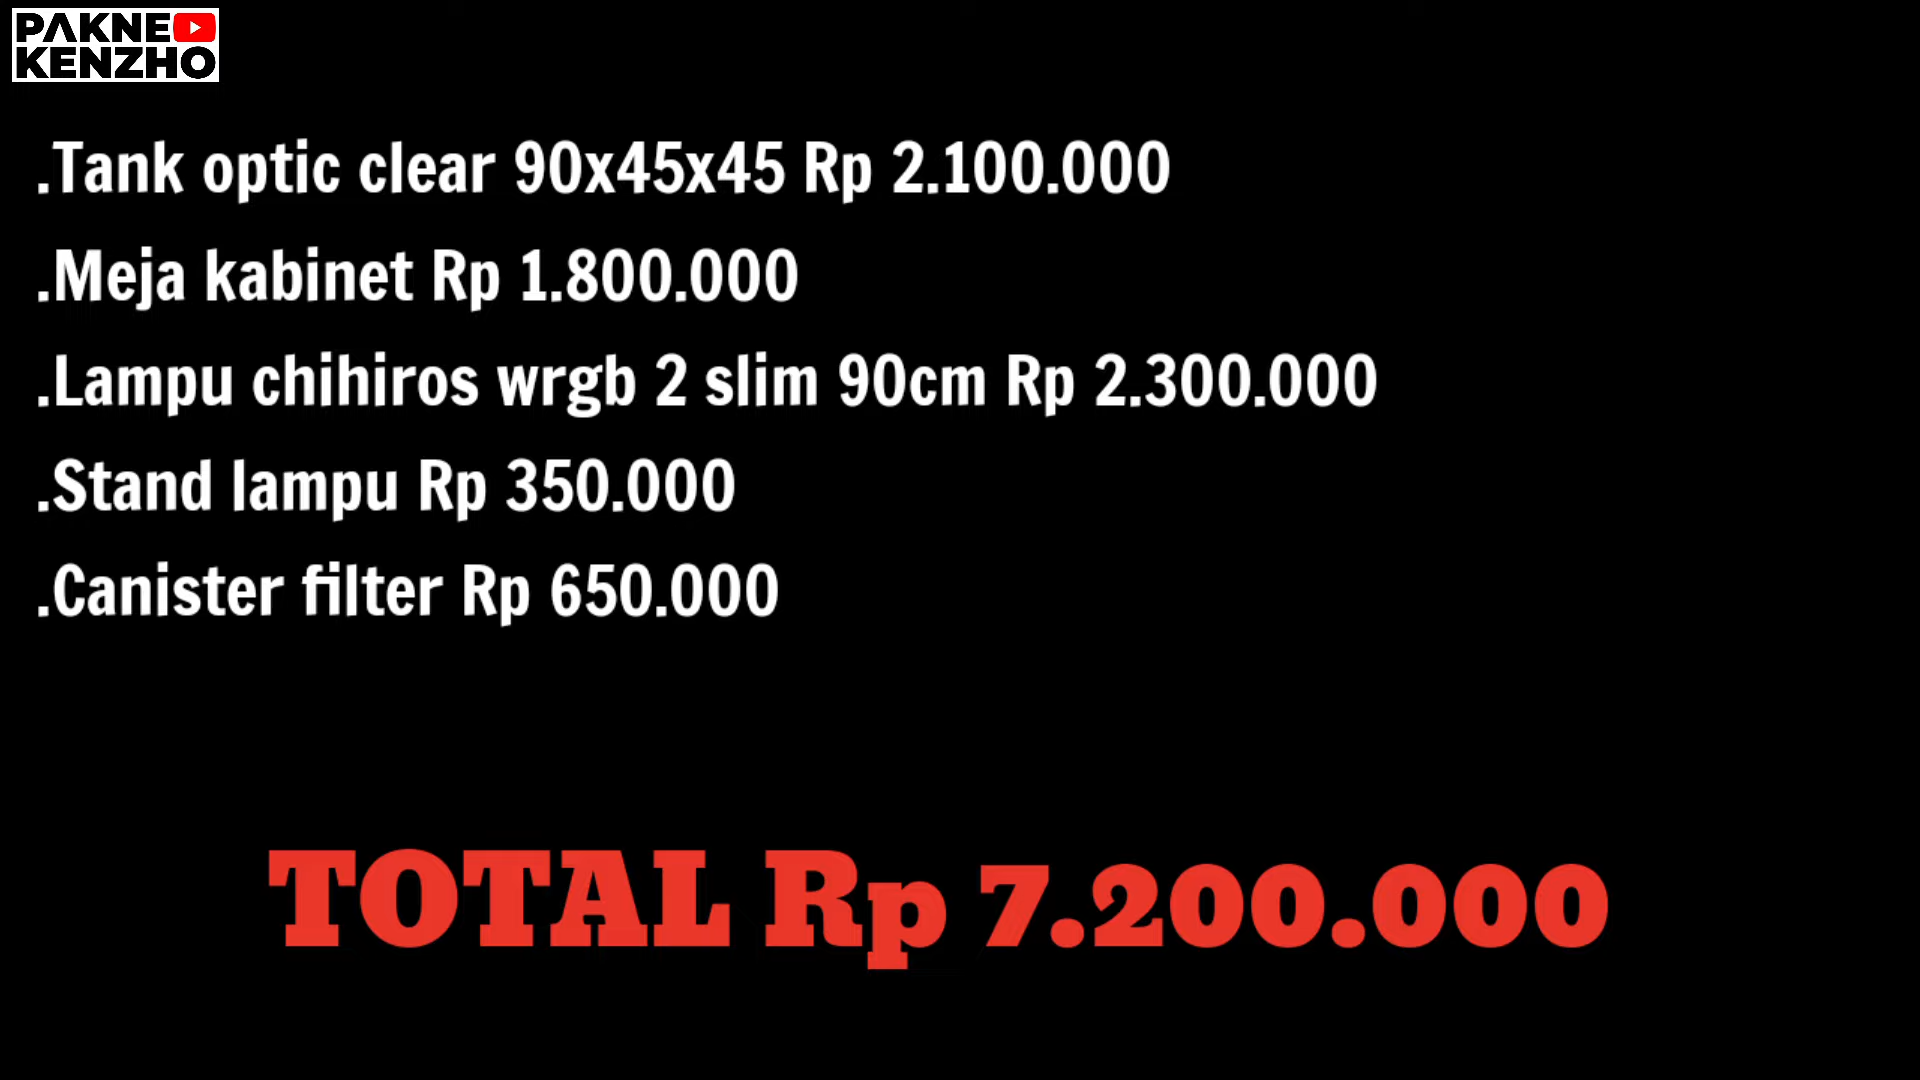 PAKNE
KENZHO
.Tank optic clear 90x45x45 Rp 2.100.000
.Meja kabinet Rp 1.800.000
.Lampu chihiros wrgb 2 slim 90cm Rp 2.300.000
.Stand lampu Rp 350.000
.Canister filter Rp 650.000
TOTAL Rp 7.200.000